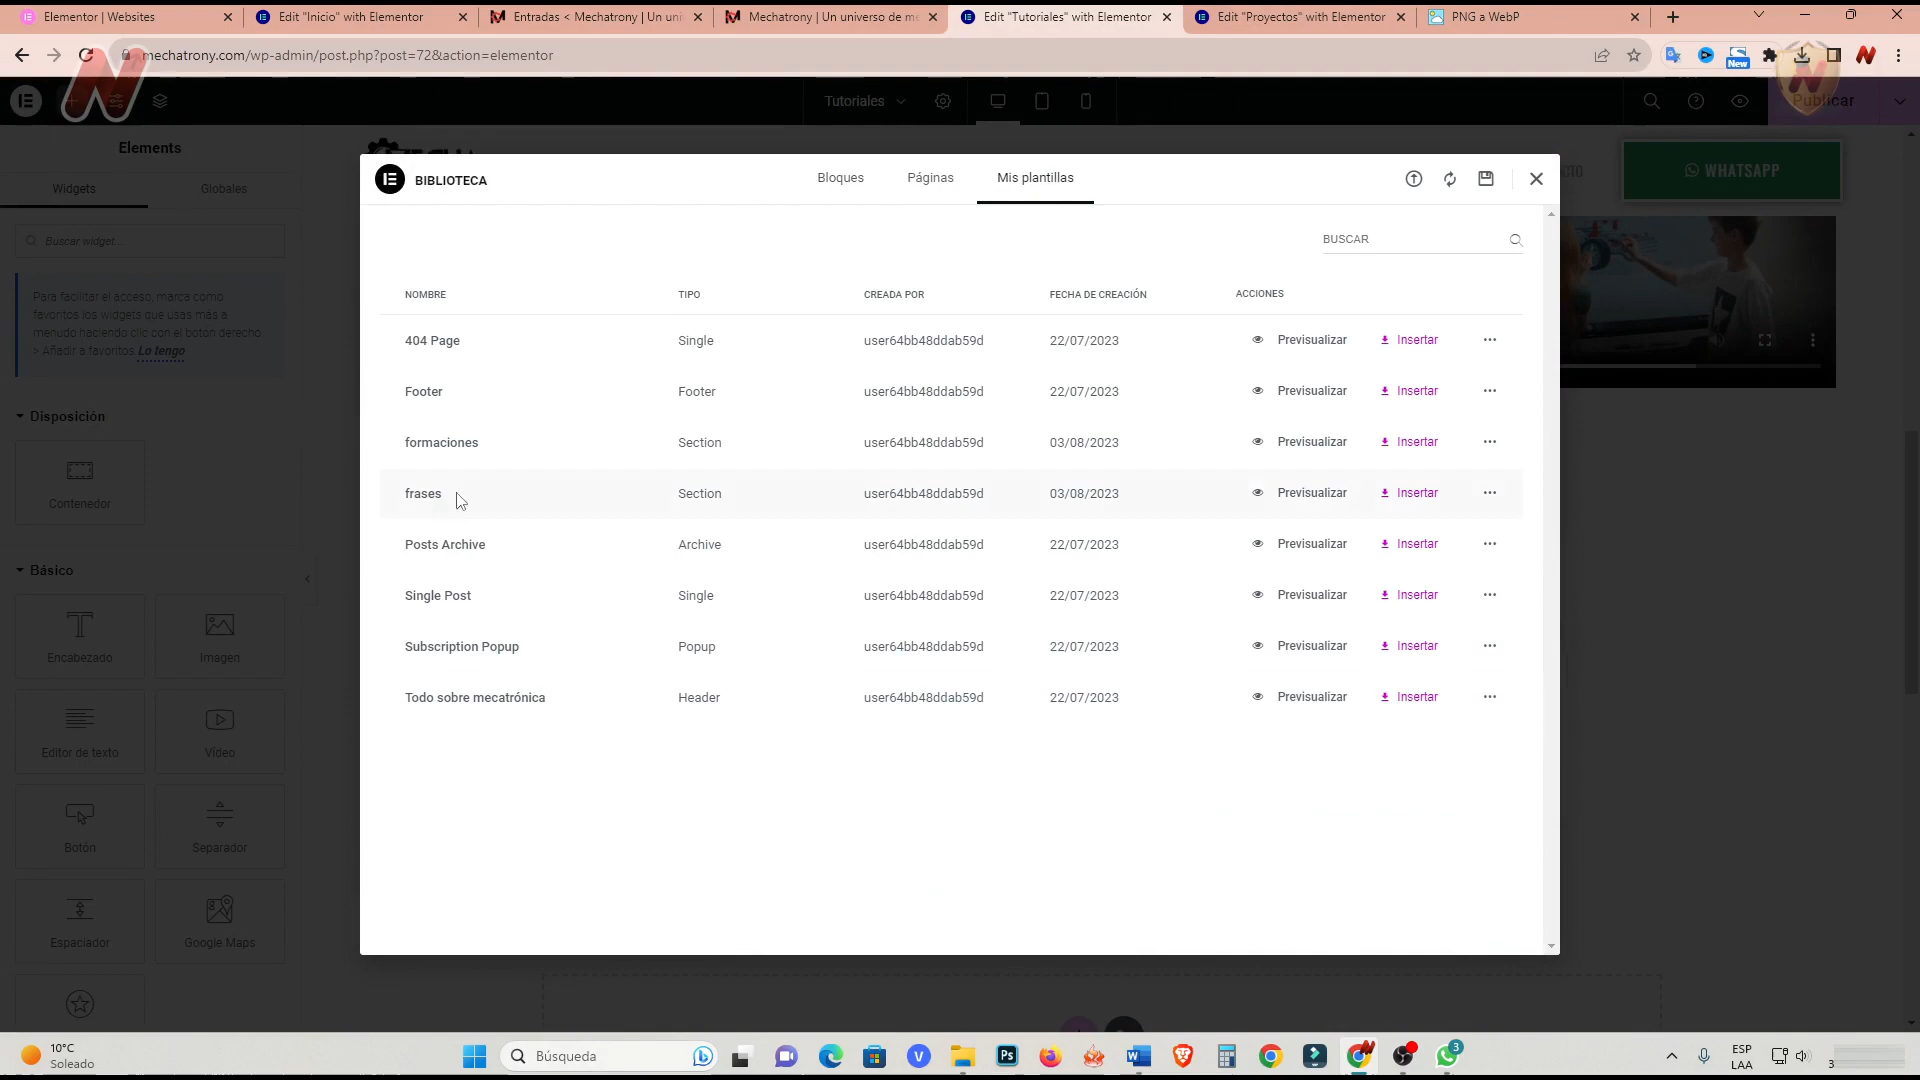 Elementor | Websites
Edit "Inicio" with Elementor
Entradas < Mechatrony | Un uni
Mechatrony | Un universo de me
Edit "Tutoriales" with Elementor
Edit "Proyectos" with Elementor
PNG a WebP
mechatrony.com/wp-admin/post.php?post=72&action=elementor
New
Tutoriales
Publicar
Elements
Widgets
Globales
Buscar widget...
Para facilitar el acceso, marca como
favoritos los widgets que usas más a
menudo haciendo clic con el botón derecho
> Añadir a favoritos. Lo tengo
Disposición
Contenedor
Básico
Encabezado
Imagen
Editor de texto
Vídeo
Botón
Separador
Espaciador
Google Maps
WHATSAPP
BIBLIOTECA
Bloques
Páginas
Mis plantillas
BUSCAR
NOMBRE TIPO CREADA POR FECHA DE CREACIÓN ACCIONES
404 Page Single user64bb48ddab59d 22/07/2023 Previsualizar Insertar
Footer Footer user64bb48ddab59d 22/07/2023 Previsualizar Insertar
formaciones Section user64bb48ddab59d 03/08/2023 Previsualizar Insertar
frases Section user64bb48ddab59d 03/08/2023 Previsualizar Insertar
Posts Archive Archive user64bb48ddab59d 22/07/2023 Previsualizar Insertar
Single Post Single user64bb48ddab59d 22/07/2023 Previsualizar Insertar
Subscription Popup Popup user64bb48ddab59d 22/07/2023 Previsualizar Insertar
Todo sobre mecatrónica Header user64bb48ddab59d 22/07/2023 Previsualizar Insertar
10°C
Soleado
Búsqueda
3
ESP
LAA
3